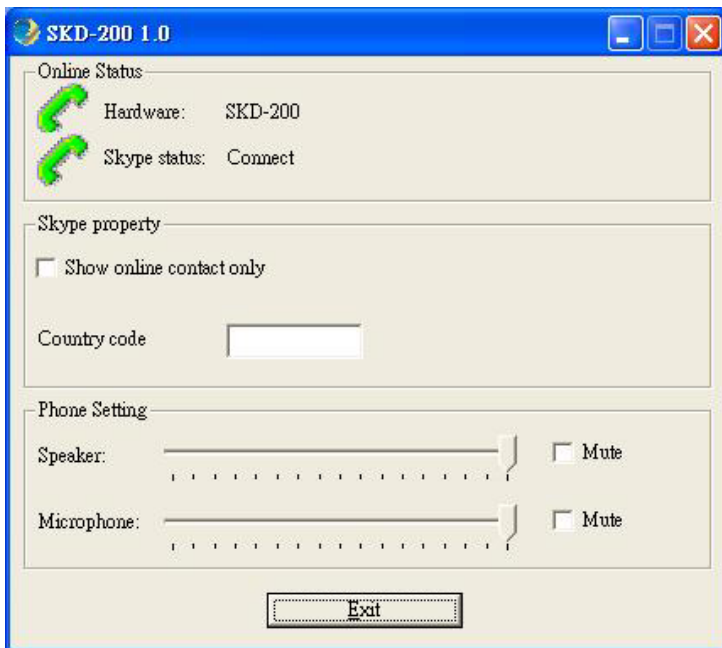 SKD-200 1.0
Online Status
Hardware: SKD-200
Skype status: Connect
Skype property
Show online contact only
Country code
Phone Setting
Speaker: Mute
Microphone: Mute
Exit